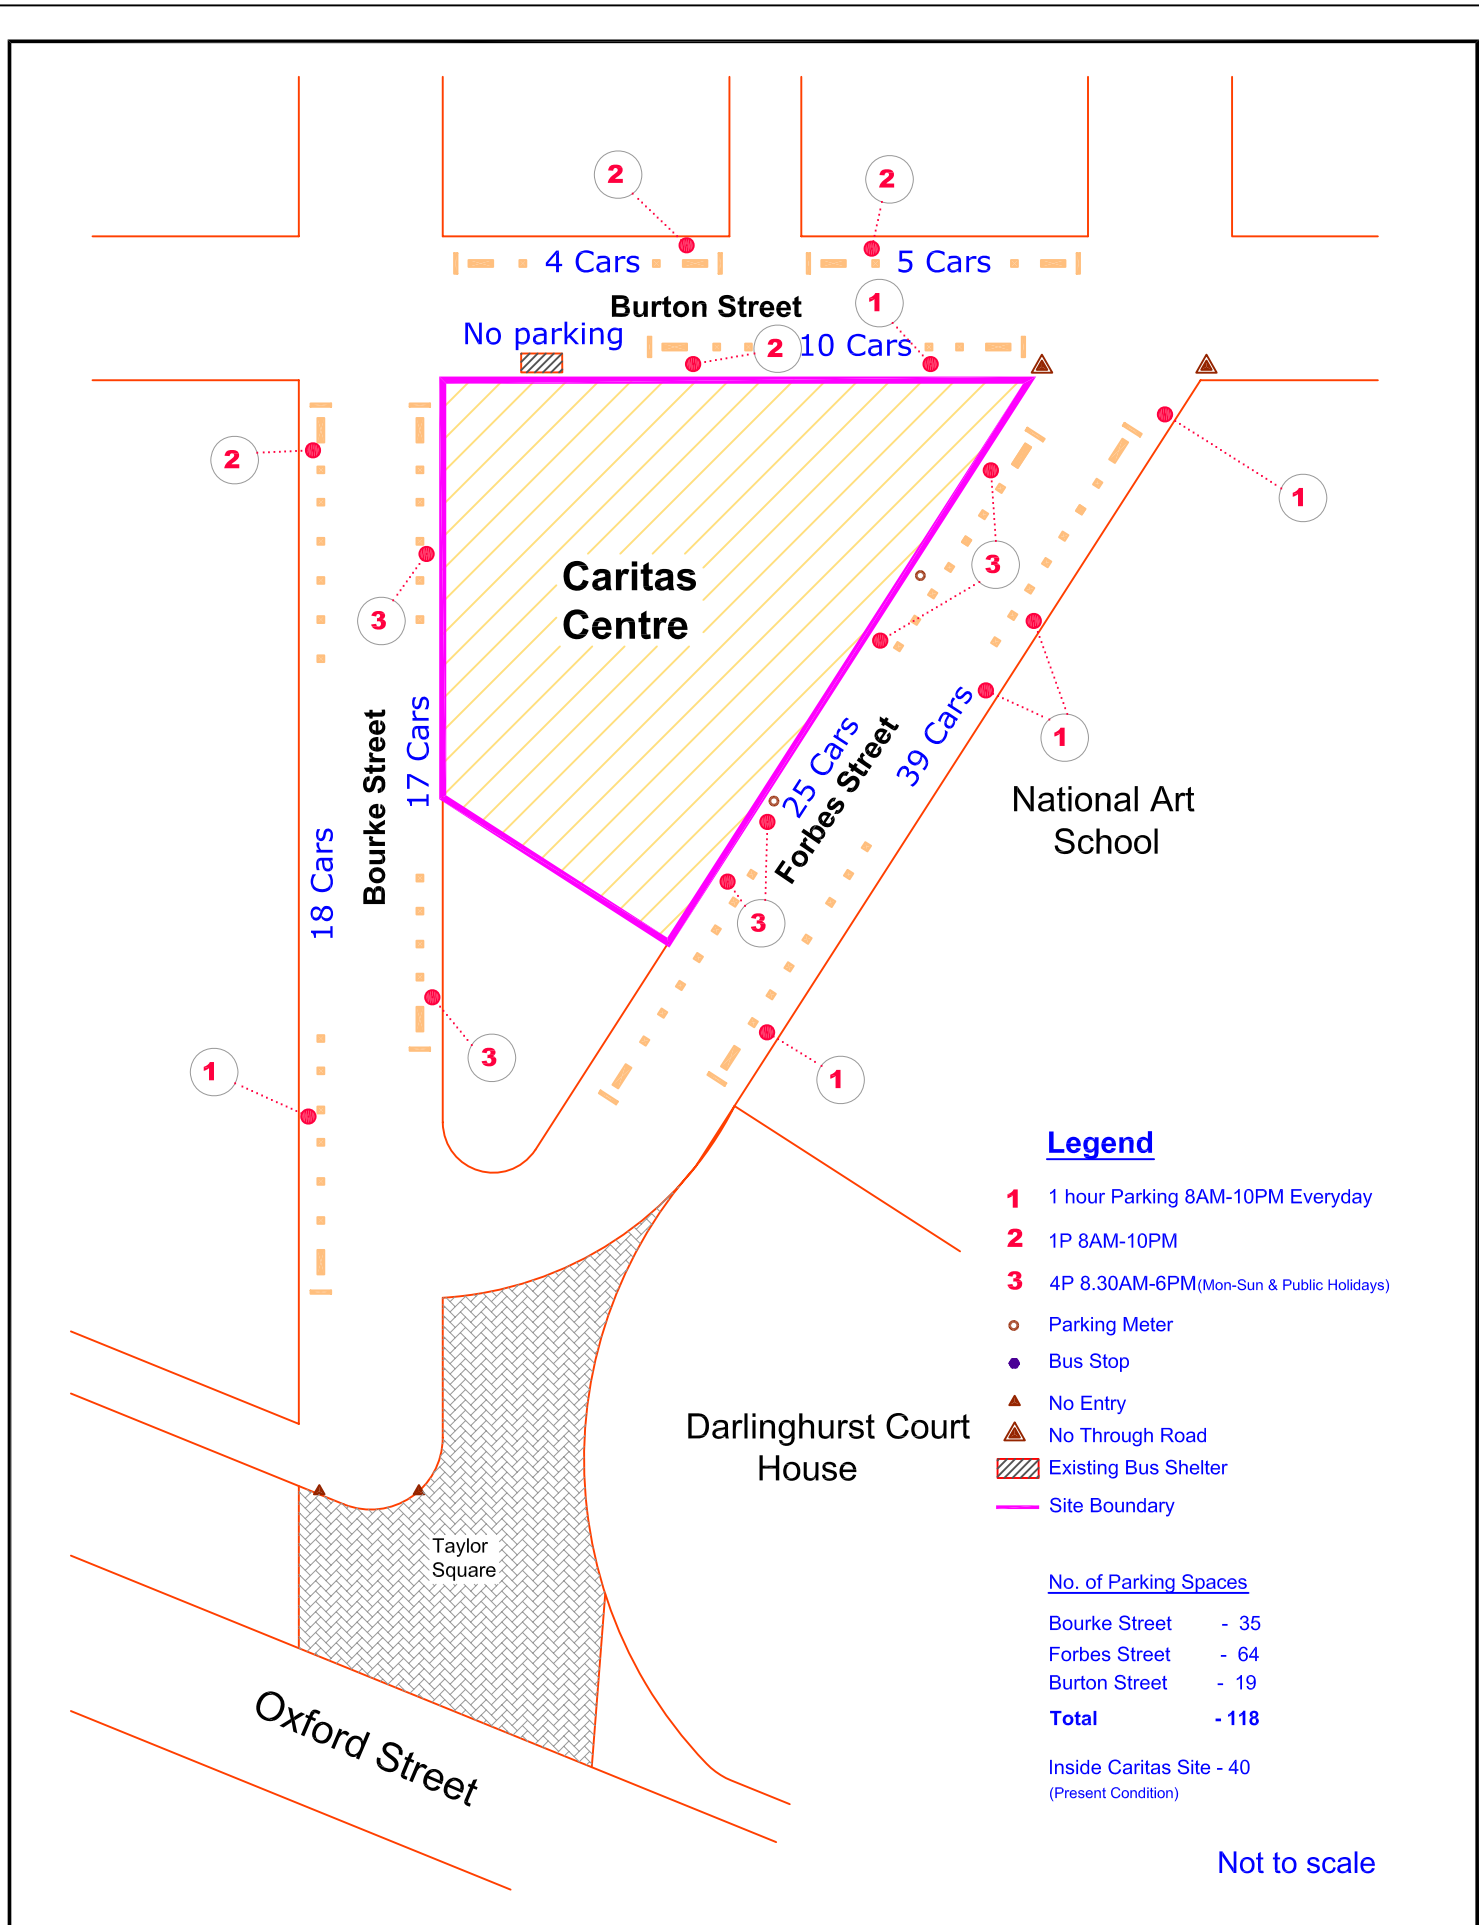 2
2
4 Cars
5 Cars
Burton Street
1
No parking
2
10 Cars
2
1
3
3
Caritas
Centre
17 Cars
Bourke Street
18 Cars
25 Cars
Forbes Street
39 Cars
1
National Art
School
3
3
1
1
Legend
1 1 hour Parking 8AM-10PM Everyday
2 1P 8AM-10PM
3 4P 8.30AM-6PM(Mon-Sun & Public Holidays)
Parking Meter
Bus Stop
No Entry
No Through Road
Existing Bus Shelter
Site Boundary
Darlinghurst Court
House
Taylor
Square
Oxford Street
No. of Parking Spaces
Bourke Street - 35
Forbes Street - 64
Burton Street - 19
Total - 118
Inside Caritas Site - 40
(Present Condition)
Not to scale